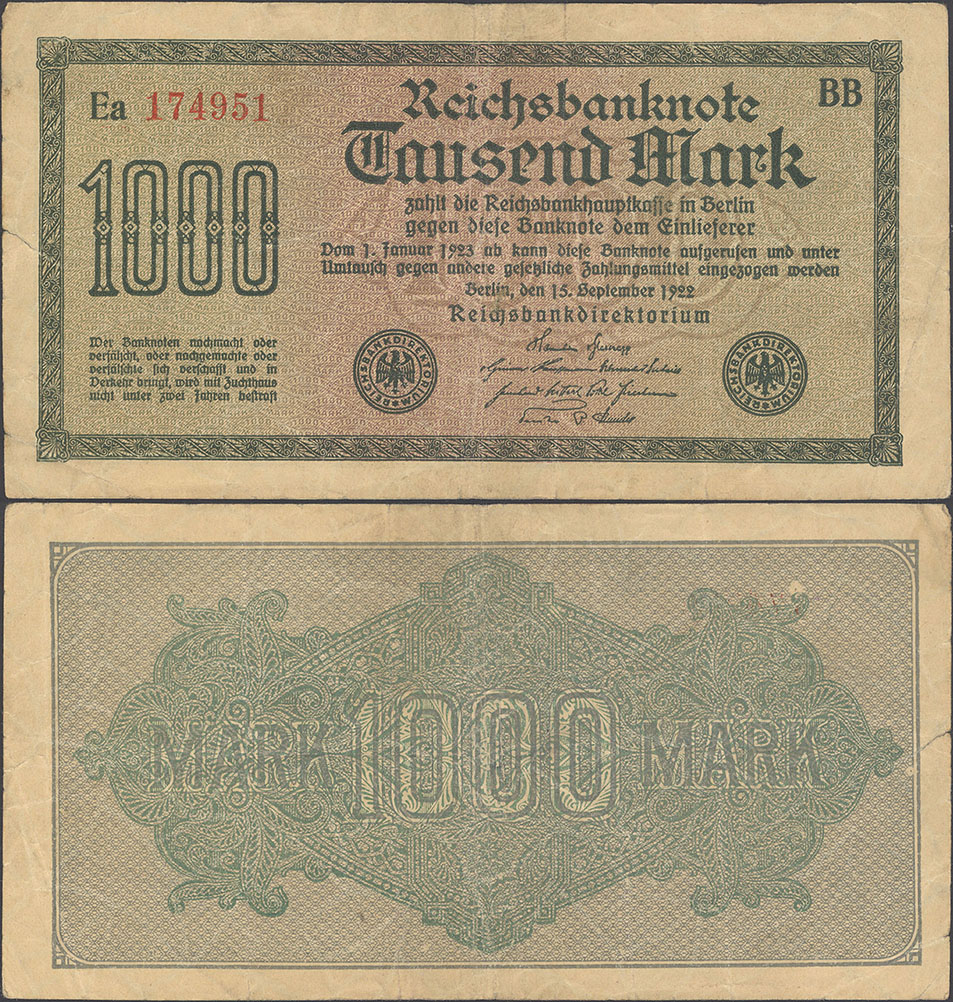 Ea 174951
BB
Reichsbanknote
Tausend Mark
zahlt die Reichsbankhauptkasse in Berlin
gegen diese Banknote dem Einlieferer
Vom 1. Januar 1923 ab kann diese Banknote aufgerufen und unter
Umtausch gegen andere gesetzliche Zahlungsmittel eingezogen werden
Berlin, den 15. September 1922
Reichsbankdirektorium
1000
Wer Banknoten nachmacht oder
verfälscht, oder nachgemachte oder
verfälschte sich verschafft und in
Verkehr bringt, wird mit Zuchthaus
nicht unter zwei Jahren bestraft
REICHSBANKDIREKTORIUM
REICHSBANKDIREKTORIUM
MARK 1000 MARK